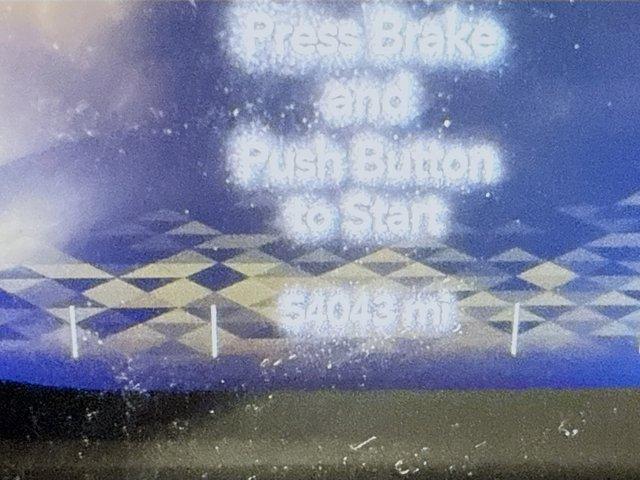 Press Brake
and
Push Button
to Start
54043 mi